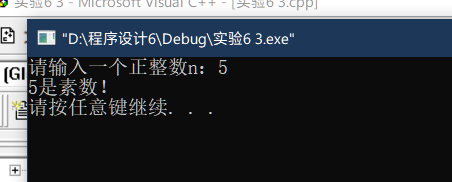 实验6 3 - Microsoft Visual C++ - [实验6 3.cpp]
"D:\程序设计6\Debug\实验6 3.exe"
(Gl
请输入一个正整数n：5
5是素数！
请按任意键继续. . .